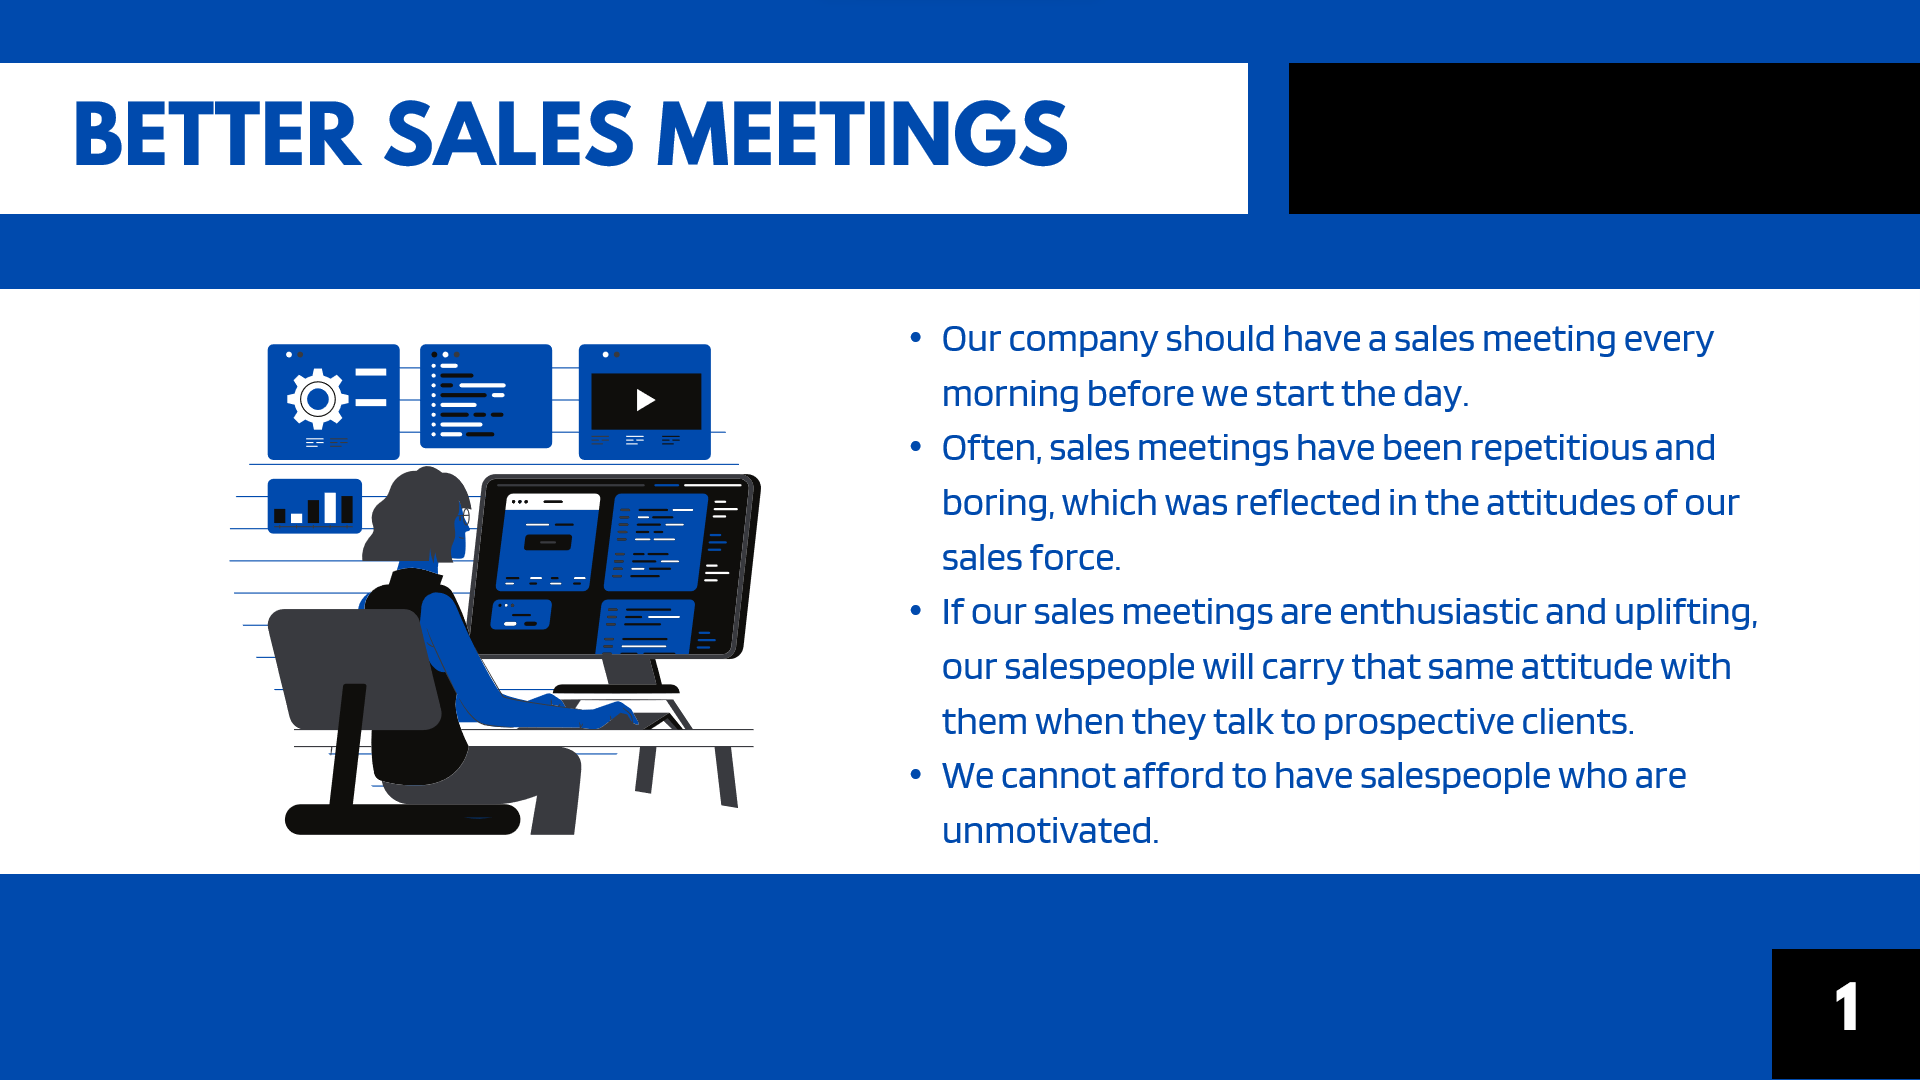 BETTER SALES MEETINGS
• Our company should have a sales meeting every
morning before we start the day.
• Often, sales meetings have been repetitious and
boring, which was reflected in the attitudes of our
sales force.
• If our sales meetings are enthusiastic and uplifting,
our salespeople will carry that same attitude with
them when they talk to prospective clients.
• We cannot afford to have salespeople who are
unmotivated.
1